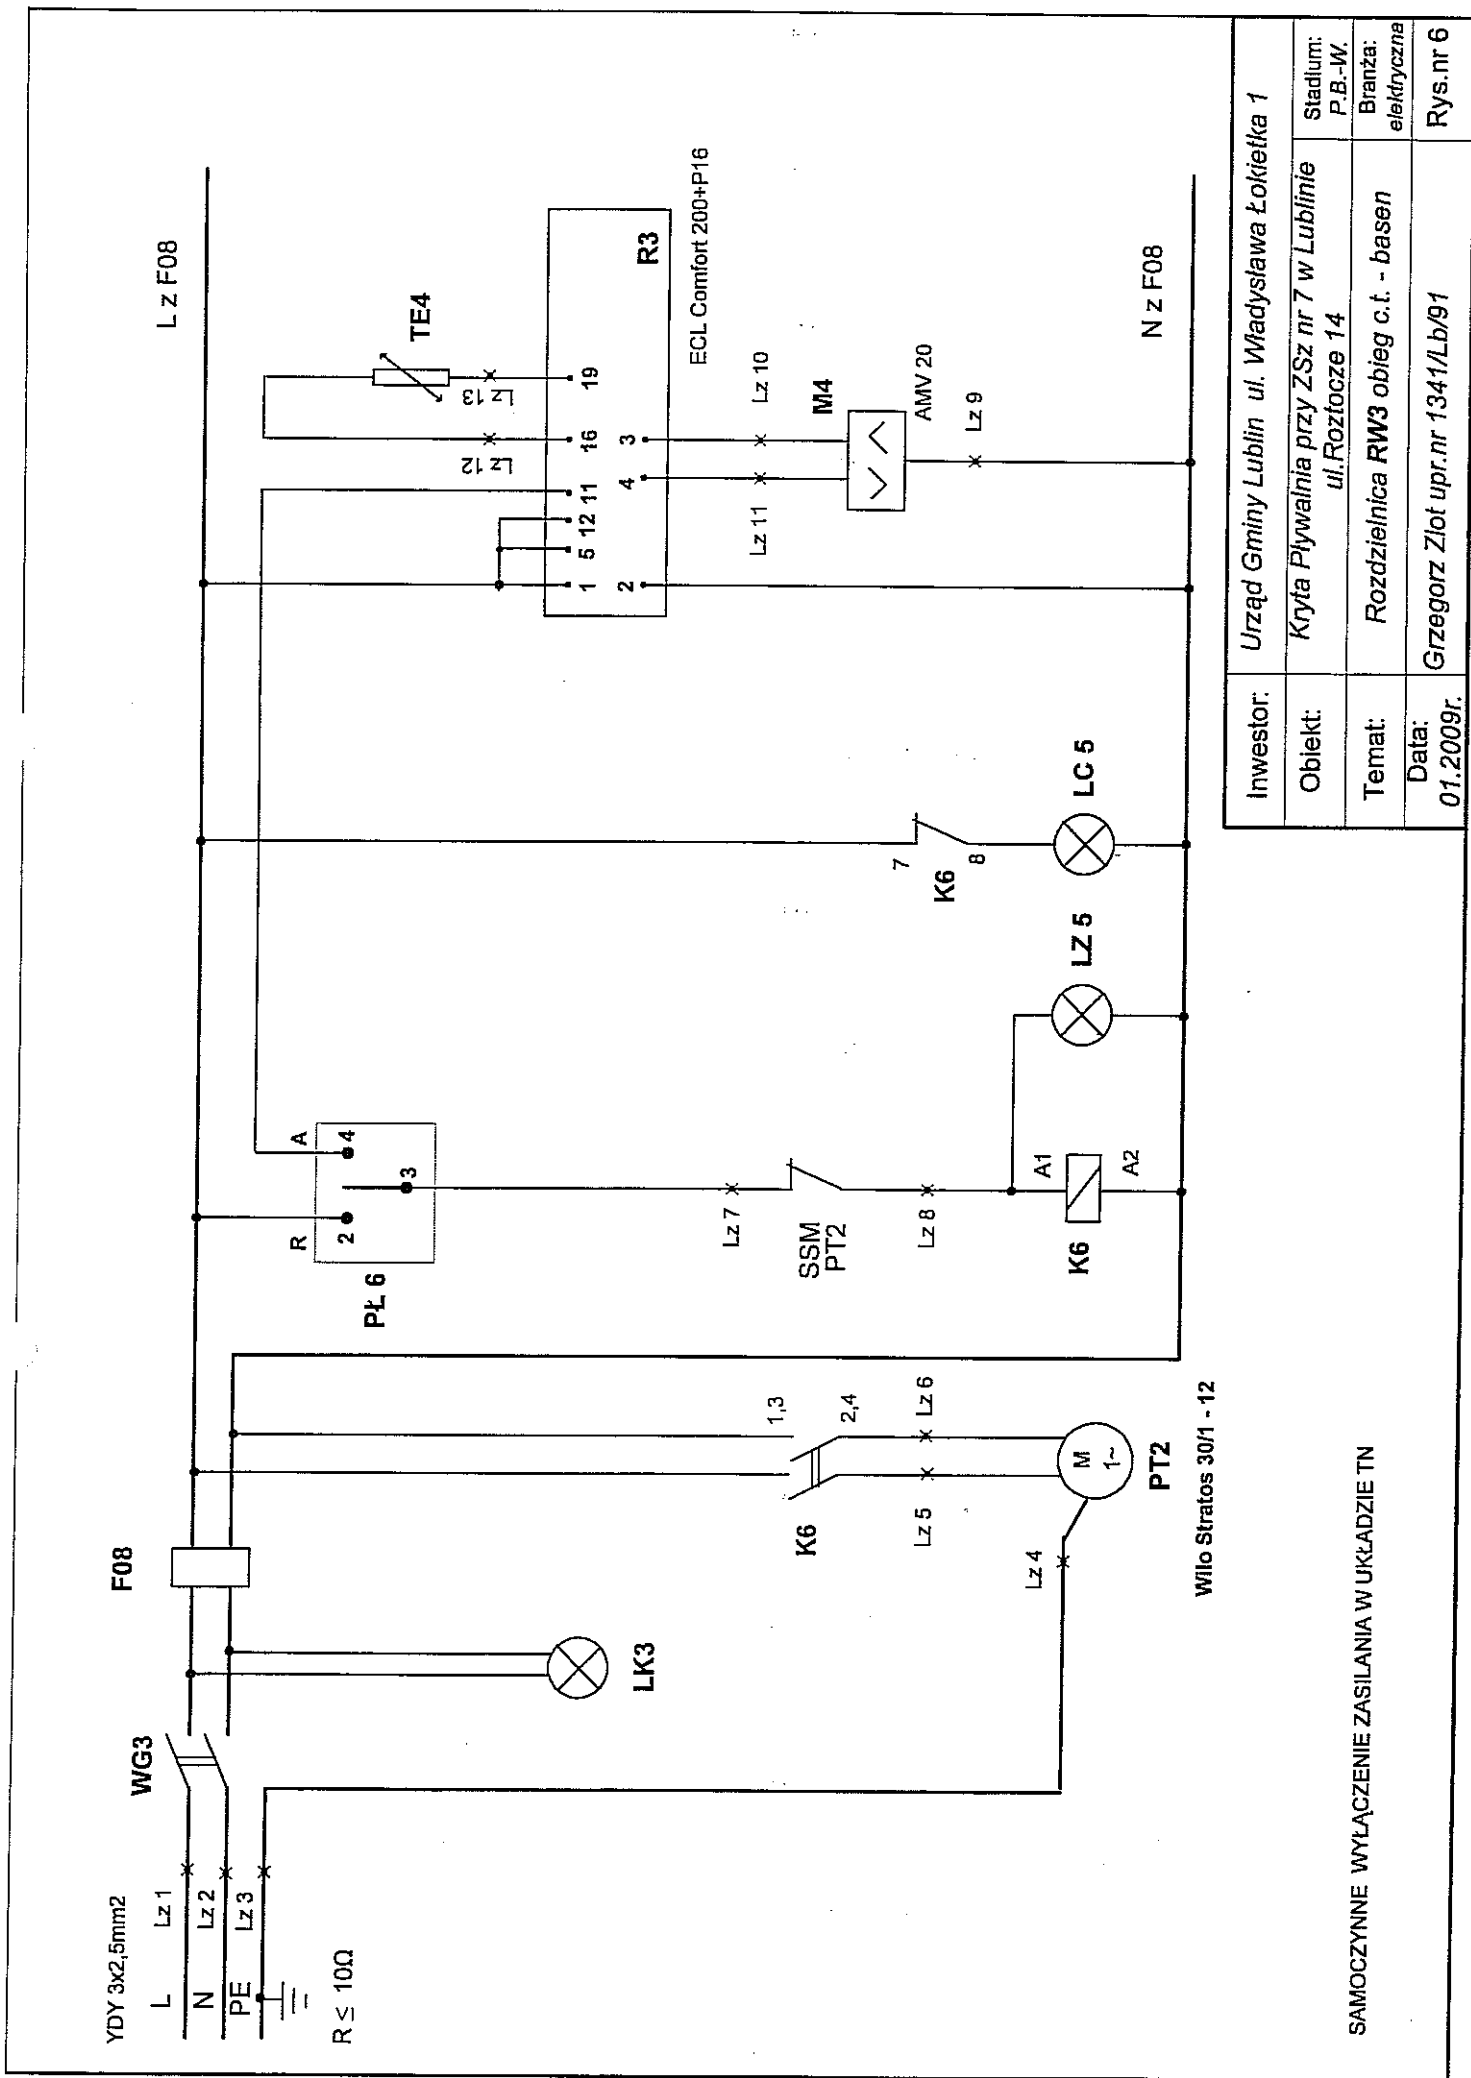 YDY 3x2,5mm2
L Lz 1
N Lz 2
PE Lz 3
R ≤ 10Ω
WG3
F08
LK3
K6
1,3
2,4
Lz 5
Lz 6
Lz 4
M
1~
PT2
Wilo Stratos 30/1 - 12
PŁ 6
R
A
2
3
4
Lz 7
SSM
PT2
Lz 8
A1
A2
K6
LZ 5
7
8
K6
LC 5
L z F08
TE4
Lz 12
Lz 13
1 5 12 11 16 19
2 4 3
R3
ECL Comfort 200+P16
Lz 11
Lz 10
M4
AMV 20
Lz 9
N z F08
SAMOCZYNNE WYŁĄCZENIE ZASILANIA W UKŁADZIE TN
Inwestor: Urząd Gminy Lublin ul. Władysława Łokietka 1
Obiekt: Kryta Pływalnia przy ZSz nr 7 w Lublinie
ul.Roztocze 14
Stadium:
P.B.-W.
Temat: Rozdzielnica RW3 obieg c.t. - basen
Branża:
elektryczna
Data:
01.2009r.
Grzegorz Zlot upr.nr 1341/Lb/91
Rys.nr 6